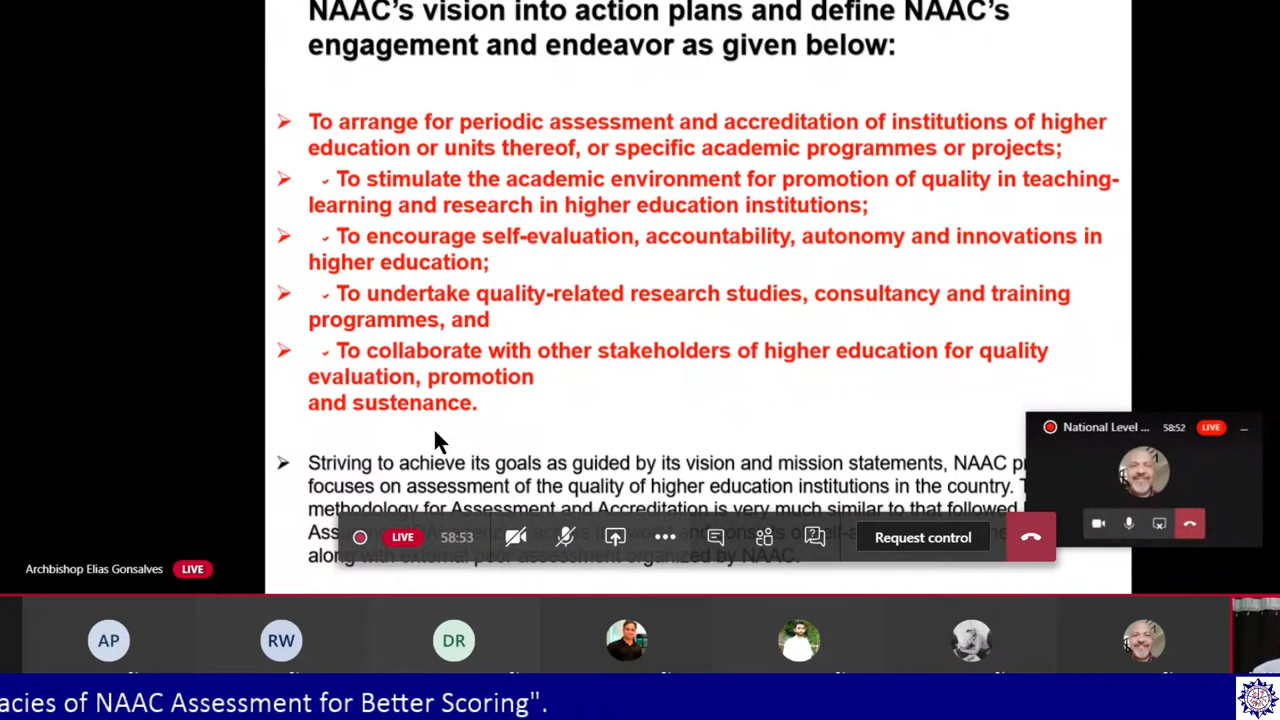 NAAC’s vision into action plans and define NAAC’s
engagement and endeavor as given below:
To arrange for periodic assessment and accreditation of institutions of higher
education or units thereof, or specific academic programmes or projects;
To stimulate the academic environment for promotion of quality in teaching-
learning and research in higher education institutions;
To encourage self-evaluation, accountability, autonomy and innovations in
higher education;
To undertake quality-related research studies, consultancy and training
programmes, and
To collaborate with other stakeholders of higher education for quality
evaluation, promotion
and sustenance.
Striving to achieve its goals as guided by its vision and mission statements, NAAC
focuses on assessment of the quality of higher education institutions in the country.
methodology for Assessment and Accreditation is very much similar to that followed
along with external peer assessment organized by NAAC.
National Level ... 58:52 LIVE
LIVE 58:53
Request control
Archbishop Elias Gonsalves LIVE
AP RW DR
acies of NAAC Assessment for Better Scoring".